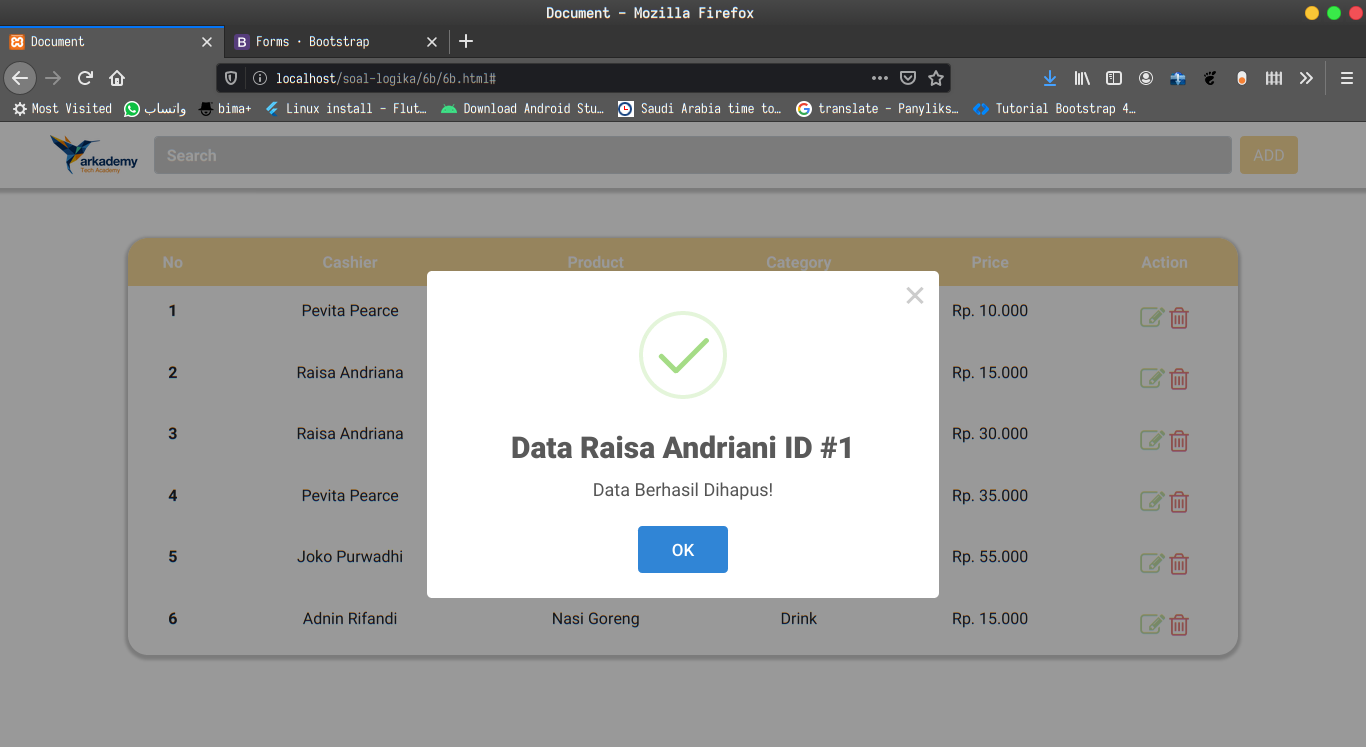 Document - Mozilla Firefox
Document
Forms · Bootstrap
localhost/soal-logika/6b/6b.html#
Most Visited واتساب bima+ Linux install - Flut… Download Android Stu… Saudi Arabia time to… translate - Panyliks… Tutorial Bootstrap 4…
arkademy
Tech Academy
Search
ADD
No Cashier Product Category Price Action
1 Pevita Pearce Rp. 10.000
2 Raisa Andriana Rp. 15.000
3 Raisa Andriana Rp. 30.000
4 Pevita Pearce Rp. 35.000
5 Joko Purwadhi Rp. 55.000
6 Adnin Rifandi Nasi Goreng Drink Rp. 15.000
Data Raisa Andriani ID #1
Data Berhasil Dihapus!
OK